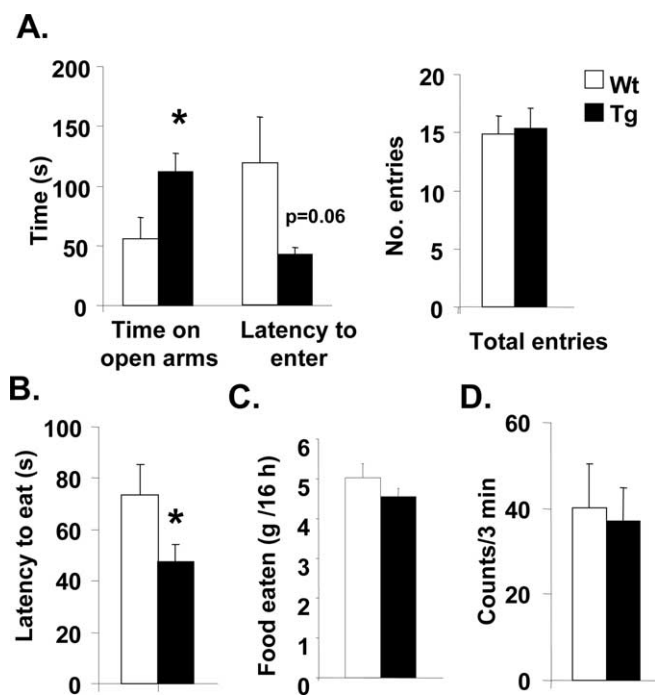 A.
200
150
100
50
0
Time (s)
*
p=0.06
Time on
open arms
Latency to
enter
20
15
10
5
0
No. entries
Total entries
Wt
Tg
B.
100
80
60
40
20
0
Latency to eat (s)
*
C.
6
5
4
3
2
1
0
Food eaten (g /16 h)
D.
60
40
20
0
Counts/3 min